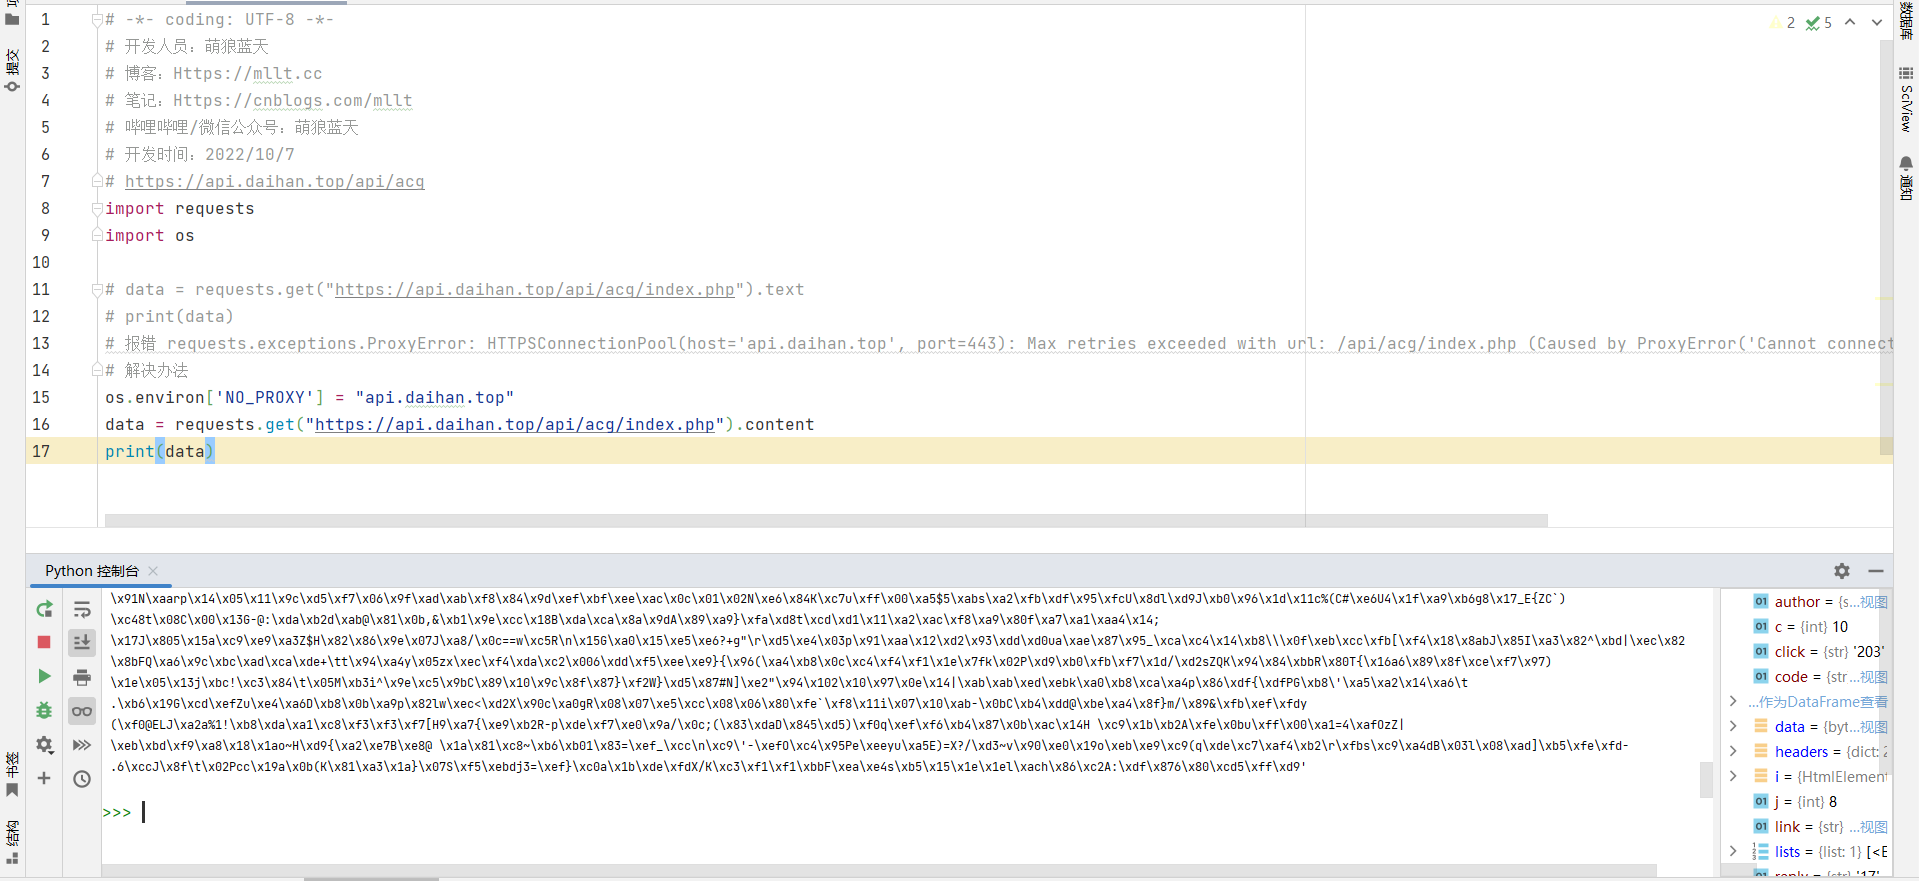 1 # -*- coding: UTF-8 -*-
2 # 开发人员：萌狼蓝天
3 # 博客：Https://mllt.cc
4 # 笔记：Https://cnblogs.com/mllt
5 # 哔哩哔哩/微信公众号：萌狼蓝天
6 # 开发时间：2022/10/7
7 # https://api.daihan.top/api/acg
8 import requests
9 import os
10
11 # data = requests.get("https://api.daihan.top/api/acg/index.php").text
12 # print(data)
13 # 报错 requests.exceptions.ProxyError: HTTPSConnectionPool(host='api.daihan.top', port=443): Max retries exceeded with url: /api/acg/index.php (Caused by ProxyError('Cannot connect
14 # 解决办法
15 os.environ['NO_PROXY'] = "api.daihan.top"
16 data = requests.get("https://api.daihan.top/api/acg/index.php").content
17 print(data)
2 5
提交
书签
结构
数据库
SciView
通知
Python 控制台
\x91N\xaarp\x14\x05\x11\x9c\xd5\xf7\x06\x9f\xad\xab\xf8\x84\x9d\xef\xbf\xee\xac\x0c\x01\x02N\xe6\x84K\xc7u\xff\x00\xa5$5\xabs\xa2\xfb\xdf\x95\xfcU\x8dl\xd9J\xb0\x96\x1d\x11c%(C#\xe6U4\x1f\xa9\xb6g8\x17_E{ZC`)
\xc48t\x08C\x00\x13G-@:\xda\xb2d\xab@\x81\x0b,&\xb1\x9e\xcc\x18B\xda\xca\x8a\x9dA\x89\xa9}\xfa\xd8t\xcd\xd1\x11\xa2\xac\xf8\xa9\x80f\xa7\xa1\xaa4\x14;
\x17J\x805\x15a\xc9\xe9\xa3Z$H\x82\x86\x9e\x07J\xa8/\x0c==w\xc5R\n\x15G\xa0\x15\xe5\xe6?+g"\r\xd5\xe4\x03p\x91\xaa\x12\xd2\x93\xdd\xd0ua\xae\x87\x95_\xca\xc4\x14\xb8\\\x0f\xeb\xcc\xfb[\xf4\x18\x8abJ\x85I\xa3\x82^\xbd|\xec\x82
\x8bFQ\xa6\x9c\xbc\xad\xca\xde+\tt\x94\xa4y\x05zx\xec\xf4\xda\xc2\x006\xdd\xf5\xee\xe9}{\x96(\xa4\xb8\x0c\xc4\xf4\xf1\x1e\x7fk\x02P\xd9\xb0\xfb\xf7\x1d/\xd2sZQK\x94\x84\xbbR\x80T{\x16a6\x89\x8f\xce\xf7\x97)
\x1e\x05\x13j\xbc!\xc3\x84\t\x05M\xb3i^\x9e\xc5\x9bC\x89\x10\x9c\x8f\x87}\xf2W}\xd5\x87#N]\xe2"\x94\x102\x10\x97\x0e\x14|\xab\xab\xed\xebk\xa0\xb8\xca\xa4p\x86\xdf{\xdfPG\xb8\'\xa5\xa2\x14\xa6\t
.\xb6\x19G\xcd\xefZu\xe4\xa6D\xb8\x0b\xa9p\x82lw\xec<\xd2X\x90c\xa0gR\x08\x07\xe5\xcc\x08\x06\x80\xfe`\xf8\x11i\x07\x10\xab-\x0bC\xb4\xdd@\xbe\xa4\x8f}m/\x89&\xfb\xef\xfdy
(\xf0@ELJ\xa2a%1!\xb8\xda\xa1\xc8\xf3\xf3\xf7[H9\xa7{\xe9\xb2R-p\xde\xf7\xe0\x9a/\x0c;(\x83\xdaD\x845\xd5)\xf0q\xef\xf6\xb4\x87\x0b\xac\x14H \xc9\x1b\xb2A\xfe\x0bu\xff\x00\xa1=4\xafOzZ|
\xeb\xbd\xf9\xa8\x18\x1ao~H\xd9{\xa2\xe7B\xe8@ \x1a\x81\xc8~\xb6\xb01\x83=\xef_\xcc\n\xc9\'-\xefO\xc4\x95Pe\xeeyu\xa5E)=X?/\xd3~v\x90\xe0\x19o\xeb\xe9\xc9(q\xde\xc7\xaf4\xb2\r\xfbs\xc9\xa4dB\x03l\x08\xad]\xb5\xfe\xfd-
.6\xccJ\x8f\t\x02Pcc\x19a\x0b(K\x81\xa3\x1a}\x07S\xf5\xebdj3=\xef}\xc0a\x1b\xde\xfdX/K\xc3\xf1\xf1\xbbF\xea\xe4s\xb5\x15\x1e\x1el\xach\x86\xc2A:\xdf\x876\x80\xcd5\xff\xd9'
>>>
author = {s...视图
c = {int} 10
click = {str} '203'
code = {str ...视图
...作为DataFrame查看
data = {byt...视图
headers = {dict: 2
i = {HtmlElement
j = {int} 8
link = {str} ...视图
lists = {list: 1} [<E
reply = {str} '17'